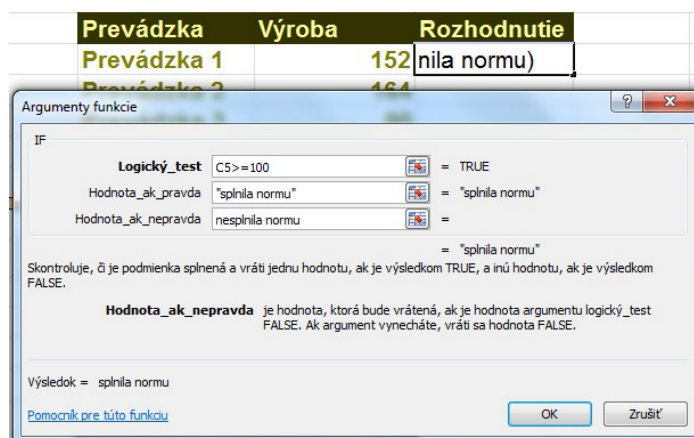 Prevádzka Výroba Rozhodnutie
Prevádzka 1 152 nila normu)
Prevádzka 2 164
Argumenty funkcie
IF
Logický_test C5>=100 = TRUE
Hodnota_ak_pravda "splnila normu" = "splnila normu"
Hodnota_ak_nepravda nesplnila normu =
= "splnila normu"
Skontroluje, či je podmienka splnená a vráti jednu hodnotu, ak je výsledkom TRUE, a inú hodnotu, ak je výsledkom
FALSE.
Hodnota_ak_nepravda je hodnota, ktorá bude vrátená, ak je hodnota argumentu logický_test
FALSE. Ak argument vynecháte, vráti sa hodnota FALSE.
Výsledok = splnila normu
Pomocník pre túto funkciu OK Zrušiť